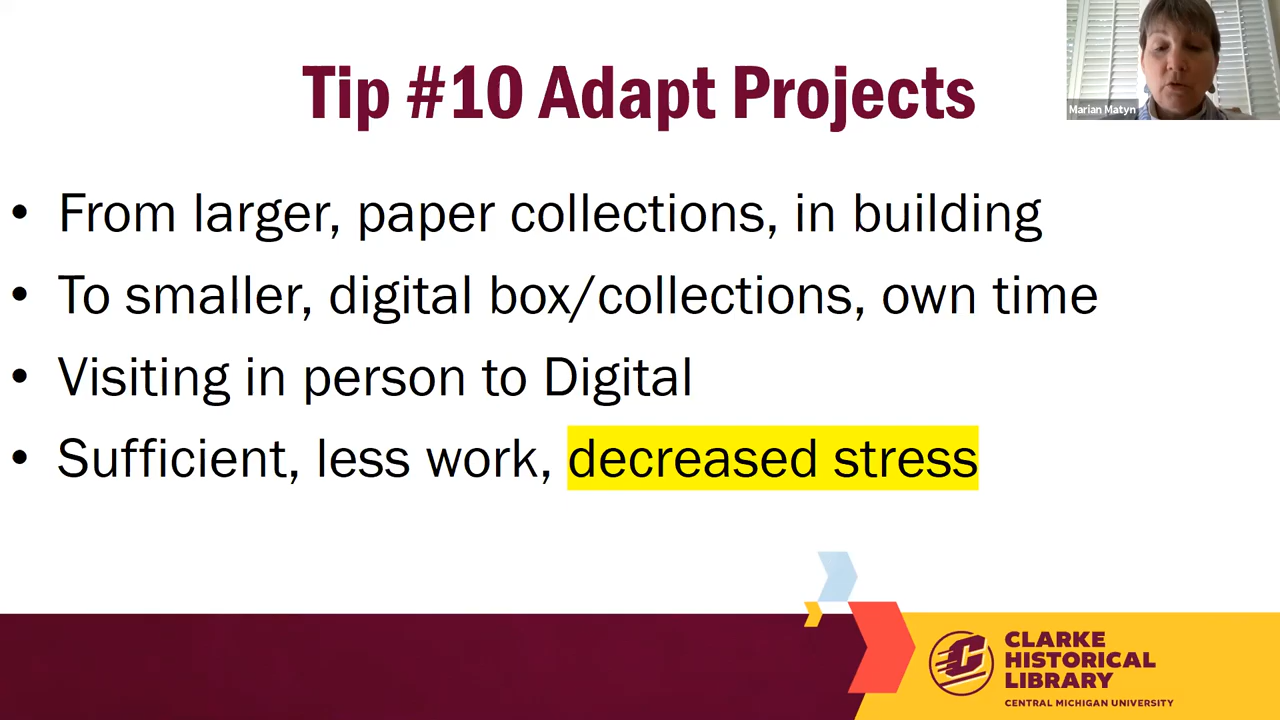 Tip #10 Adapt Projects
Marian Matyn
• From larger, paper collections, in building
• To smaller, digital box/collections, own time
• Visiting in person to Digital
• Sufficient, less work, decreased stress
C
CLARKE
HISTORICAL
LIBRARY
CENTRAL MICHIGAN UNIVERSITY